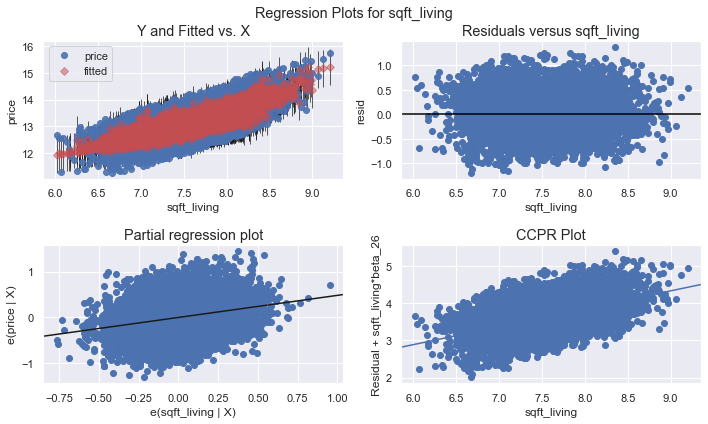 Regression Plots for sqft_living
Y and Fitted vs. X
price
fitted
price
16
15
14
13
12
6.0 6.5 7.0 7.5 8.0 8.5 9.0
sqft_living
Residuals versus sqft_living
resid
1.0
0.5
0.0
−0.5
−1.0
6.0 6.5 7.0 7.5 8.0 8.5 9.0
sqft_living
Partial regression plot
e(price | X)
1
0
−1
−0.75 −0.50 −0.25 0.00 0.25 0.50 0.75 1.00
e(sqft_living | X)
CCPR Plot
Residual + sqft_living*beta_26
5
4
3
2
6.0 6.5 7.0 7.5 8.0 8.5 9.0
sqft_living